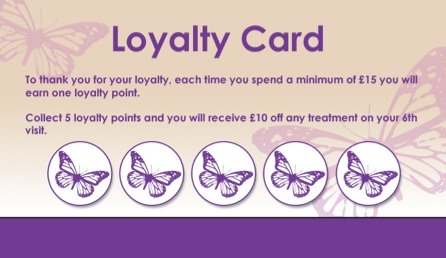 Loyalty Card
To thank you for your loyalty, each time you spend a minimum of £15 you will
earn one loyalty point.
Collect 5 loyalty points and you will receive £10 off any treatment on your 6th
visit.